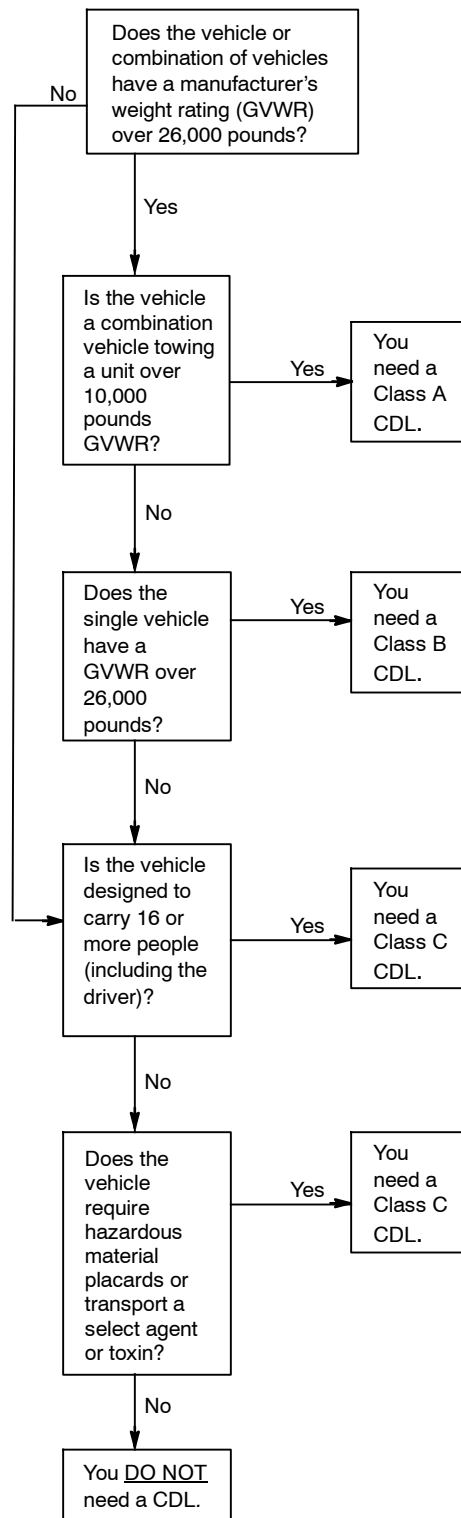 Does the vehicle or
combination of vehicles
have a manufacturer's
weight rating (GVWR)
over 26,000 pounds?
No
Yes
Is the vehicle
a combination
vehicle towing
a unit over
10,000
pounds
GVWR?
Yes
You
need a
Class A
CDL.
No
Does the
single vehicle
have a
GVWR over
26,000
pounds?
Yes
You
need a
Class B
CDL.
No
Is the vehicle
designed to
carry 16 or
more people
(including the
driver)?
Yes
You
need a
Class C
CDL.
No
Does the
vehicle
require
hazardous
material
placards or
transport a
select agent
or toxin?
Yes
You
need a
Class C
CDL.
No
You DO NOT
need a CDL.